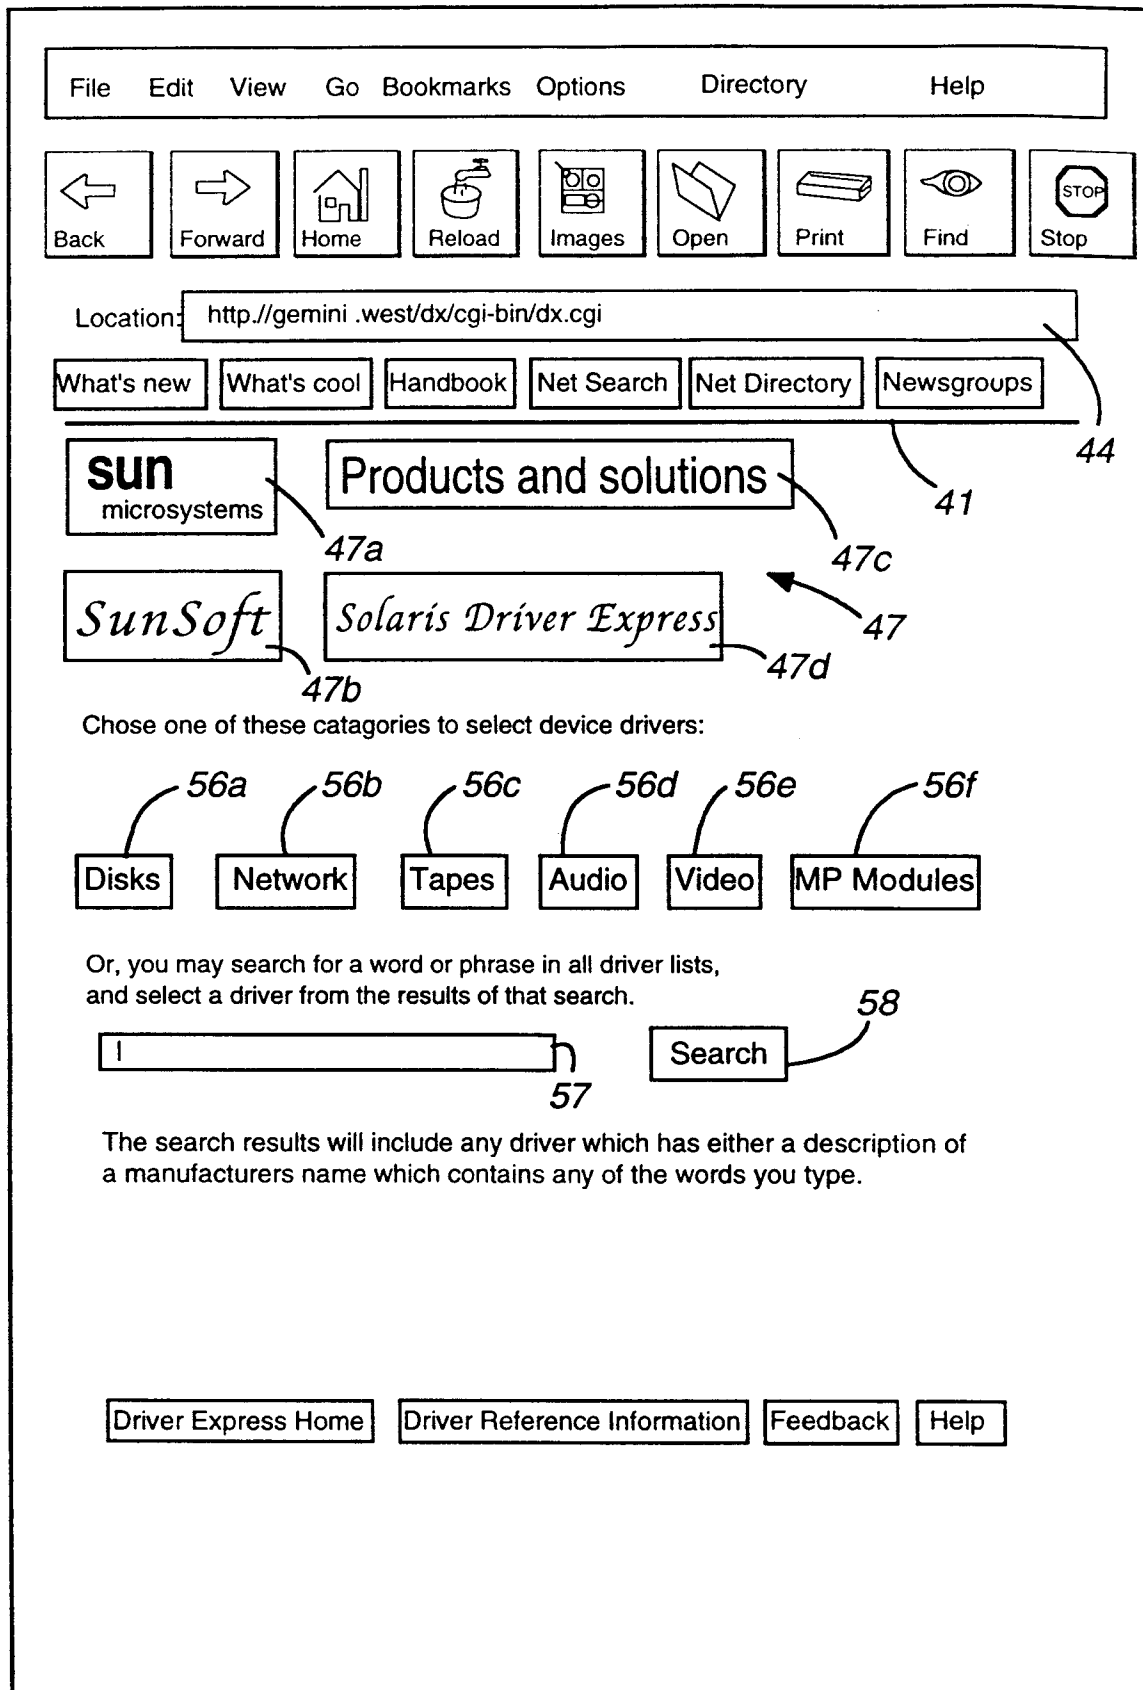 File Edit View Go Bookmarks Options Directory Help
STOP
Back Forward Home Reload Images Open Print Find Stop
Location: http.//gemini .west/dx/cgi-bin/dx.cgi
What's new What's cool Handbook Net Search Net Directory Newsgroups
44
41
sun
microsystems
Products and solutions
47a
47c
SunSoft
Solaris Driver Express
47
47b
47d
Chose one of these catagories to select device drivers:
56a 56b 56c 56d 56e 56f
Disks Network Tapes Audio Video MP Modules
Or, you may search for a word or phrase in all driver lists,
and select a driver from the results of that search.
58
Search
57
The search results will include any driver which has either a description of
a manufacturers name which contains any of the words you type.
Driver Express Home Driver Reference Information Feedback Help